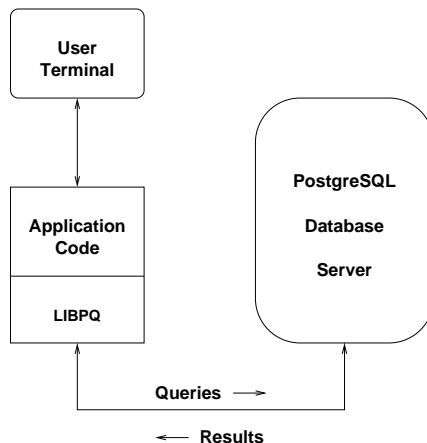 User
Terminal
Application
Code
LIBPQ
PostgreSQL
Database
Server
Queries
Results